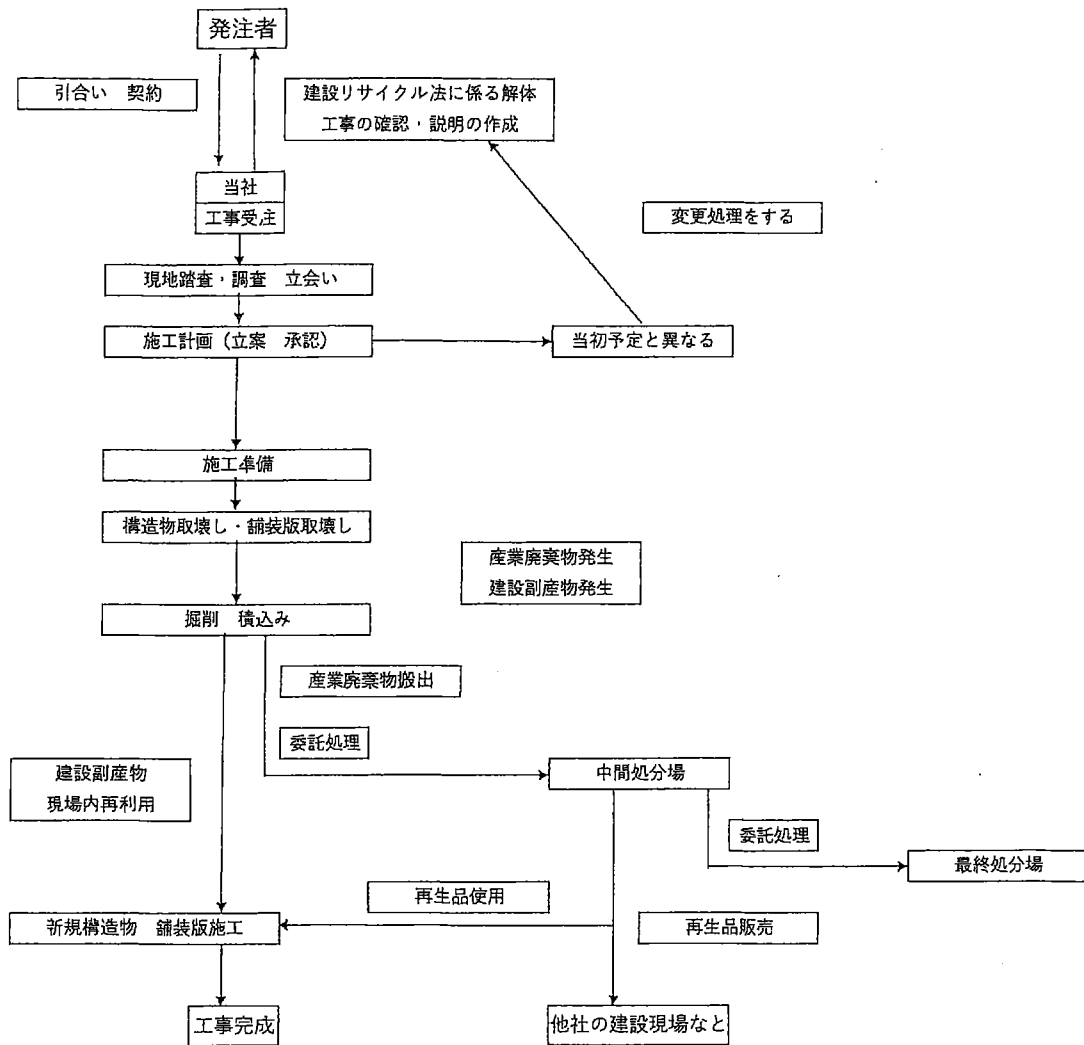 発注者
引合い 契約
建設リサイクル法に係る解体
工事の確認・説明の作成
当社
工事受注
変更処理をする
現地踏査・調査 立会い
施工計画(立案 承認)
当初予定と異なる
施工準備
構造物取壊し・舗装版取壊し
産業廃棄物発生
建設副産物発生
掘削 積込み
産業廃棄物搬出
委託処理
建設副産物
現場内再利用
中間処分場
委託処理
最終処分場
再生品使用
新規構造物 舗装版施工
再生品販売
工事完成
他社の建設現場など